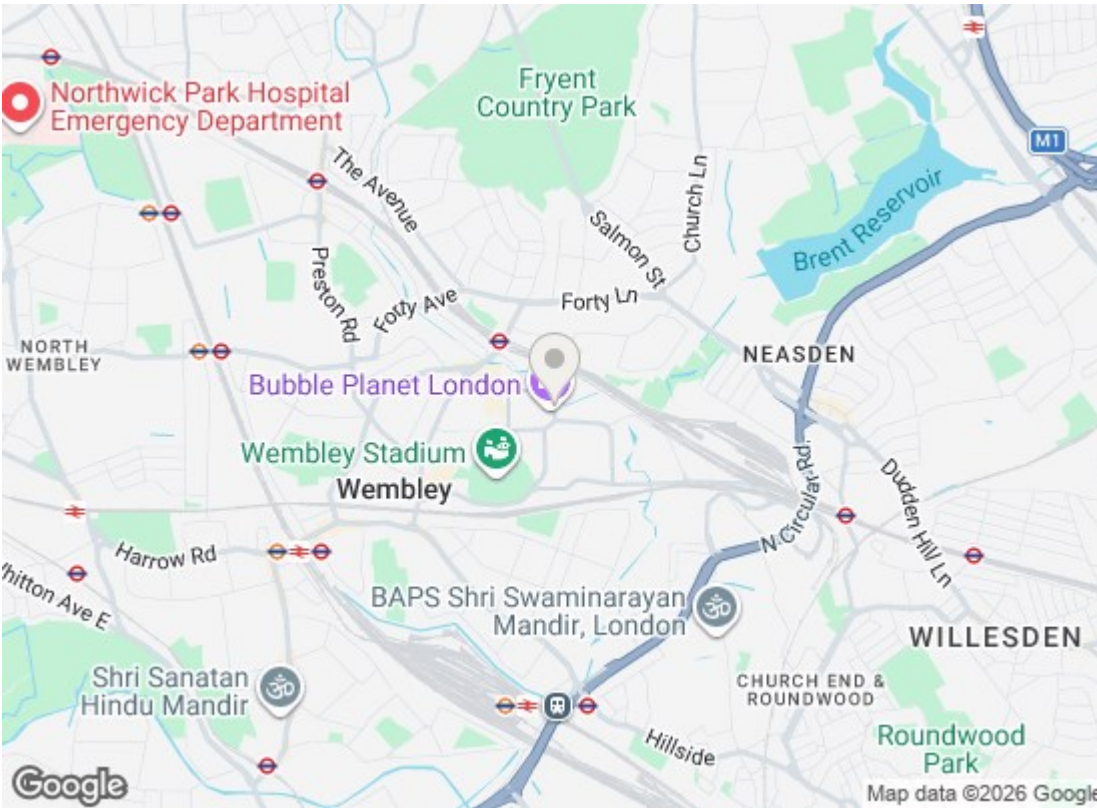 Northwick Park Hospital
Emergency Department
Fryent
Country Park
M1
The Avenue
Church Ln
Brent Reservoir
Salmon St
Preston Rd
Forty Ave
Forty Ln
NORTH
WEMBLEY
NEASDEN
Bubble Planet London
Wembley Stadium
Wembley
N Circular Rd.
Dudden Hill Ln
Harrow Rd
Whitton Ave E
BAPS Shri Swaminarayan
Mandir, London
WILLESDEN
Shri Sanatan
Hindu Mandir
CHURCH END &
ROUNDWOOD
Hillside
Roundwood
Park
Google
Map data ©2026 Google